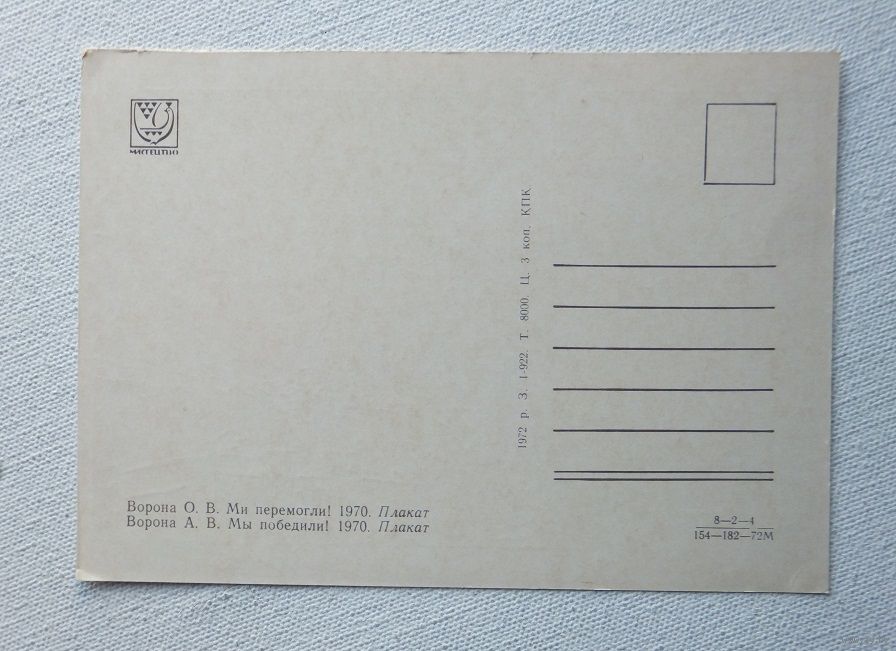 МИСТЕЦТВО
1972 р. З. 1-922. Т. 8000. Ц. 3 коп. КПК.
Ворона О. В. Ми перемогли! 1970. Плакат
Ворона А. В. Мы победили! 1970. Плакат
8—2—4
154—182—72М